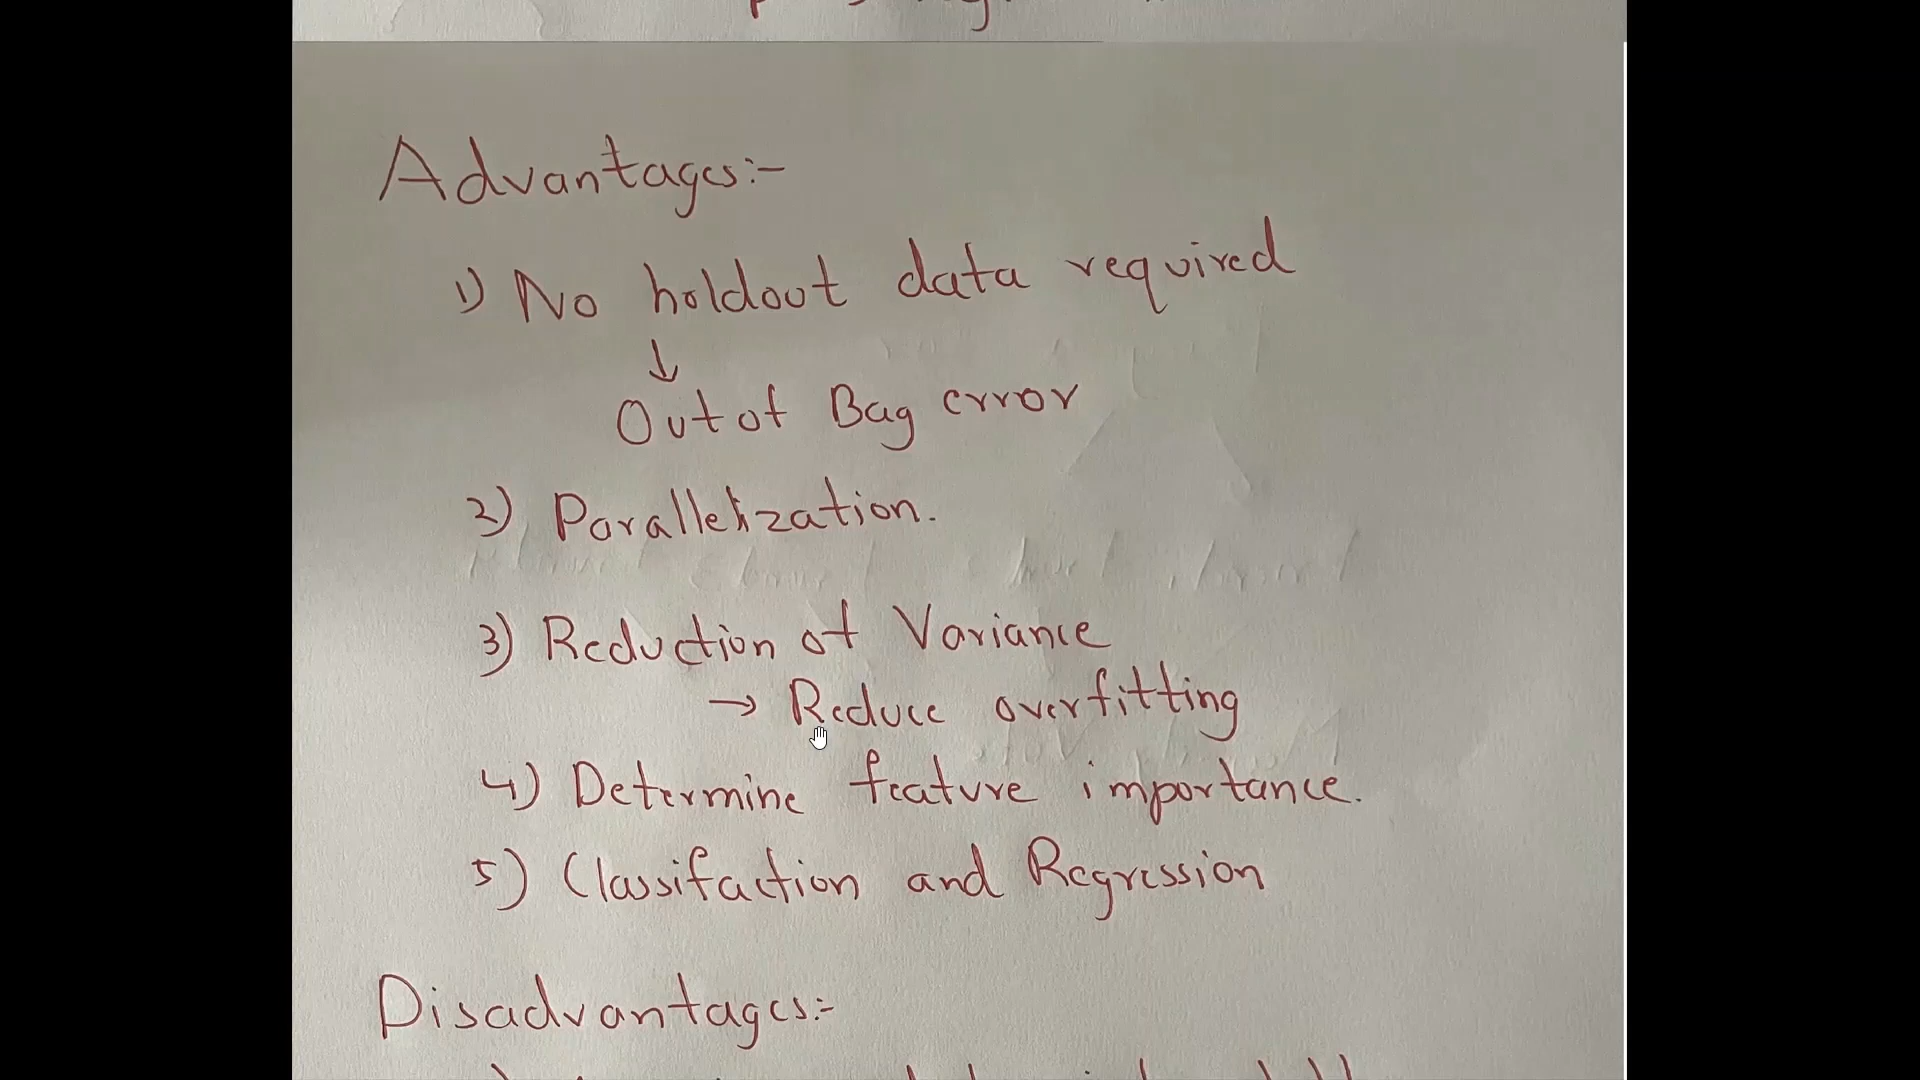 Advantages:-
1) No holdout data required
↓
Out of Bag error
2) Parallelization.
3) Reduction of Variance
→ Reduce overfitting
4) Determine feature importance.
5) Classifaction and Regression
Disadvantages:-